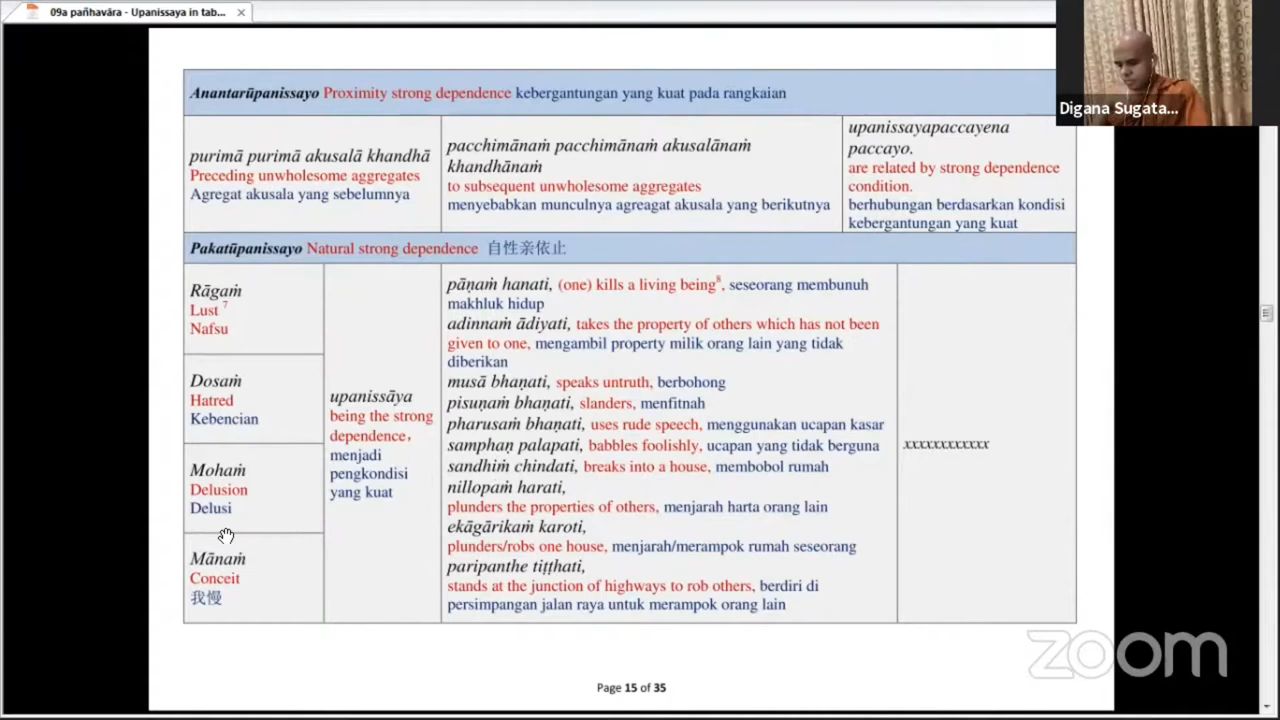 09a pañhavāra - Upanissaya in tab...
Digana Sugata...
Anantarūpanissayo Proximity strong dependence kebergantungan yang kuat pada rangkaian
purimā purimā akusalā khandhā
Preceding unwholesome aggregates
Agregat akusala yang sebelumnya
pacchimānaṁ pacchimānaṁ akusalānaṁ
khandhānaṁ
to subsequent unwholesome aggregates
menyebabkan munculnya agreagat akusala yang berikutnya
upanissayapaccayena
paccayo.
are related by strong dependence
condition.
berhubungan berdasarkan kondisi
kebergantungan yang kuat
Pakatūpanissayo Natural strong dependence 自性亲依止
Rāgaṁ
Lust 7
Nafsu
Dosaṁ
Hatred
Kebencian
Mohaṁ
Delusion
Delusi
Mānaṁ
Conceit
我慢
upanissāya
being the strong
dependence，
menjadi
pengkondisi
yang kuat
pāṇaṁ hanati, (one) kills a living being8, seseorang membunuh
makhluk hidup
adinnaṁ ādiyati, takes the property of others which has not been
given to one, mengambil property milik orang lain yang tidak
diberikan
musā bhaṇati, speaks untruth, berbohong
pisuṇaṁ bhaṇati, slanders, menfitnah
pharusaṁ bhaṇati, uses rude speech, menggunakan ucapan kasar
samphaṇ palapati, babbles foolishly, ucapan yang tidak berguna
sandhiṁ chindati, breaks into a house, membobol rumah
nillopaṁ harati,
plunders the properties of others, menjarah harta orang lain
ekāgārikaṁ karoti,
plunders/robs one house, menjarah/merampok rumah seseorang
paripanthe tiṭṭhati,
stands at the junction of highways to rob others, berdiri di
persimpangan jalan raya untuk merampok orang lain
xxxxxxxxxxxx
zoom
Page 15 of 35